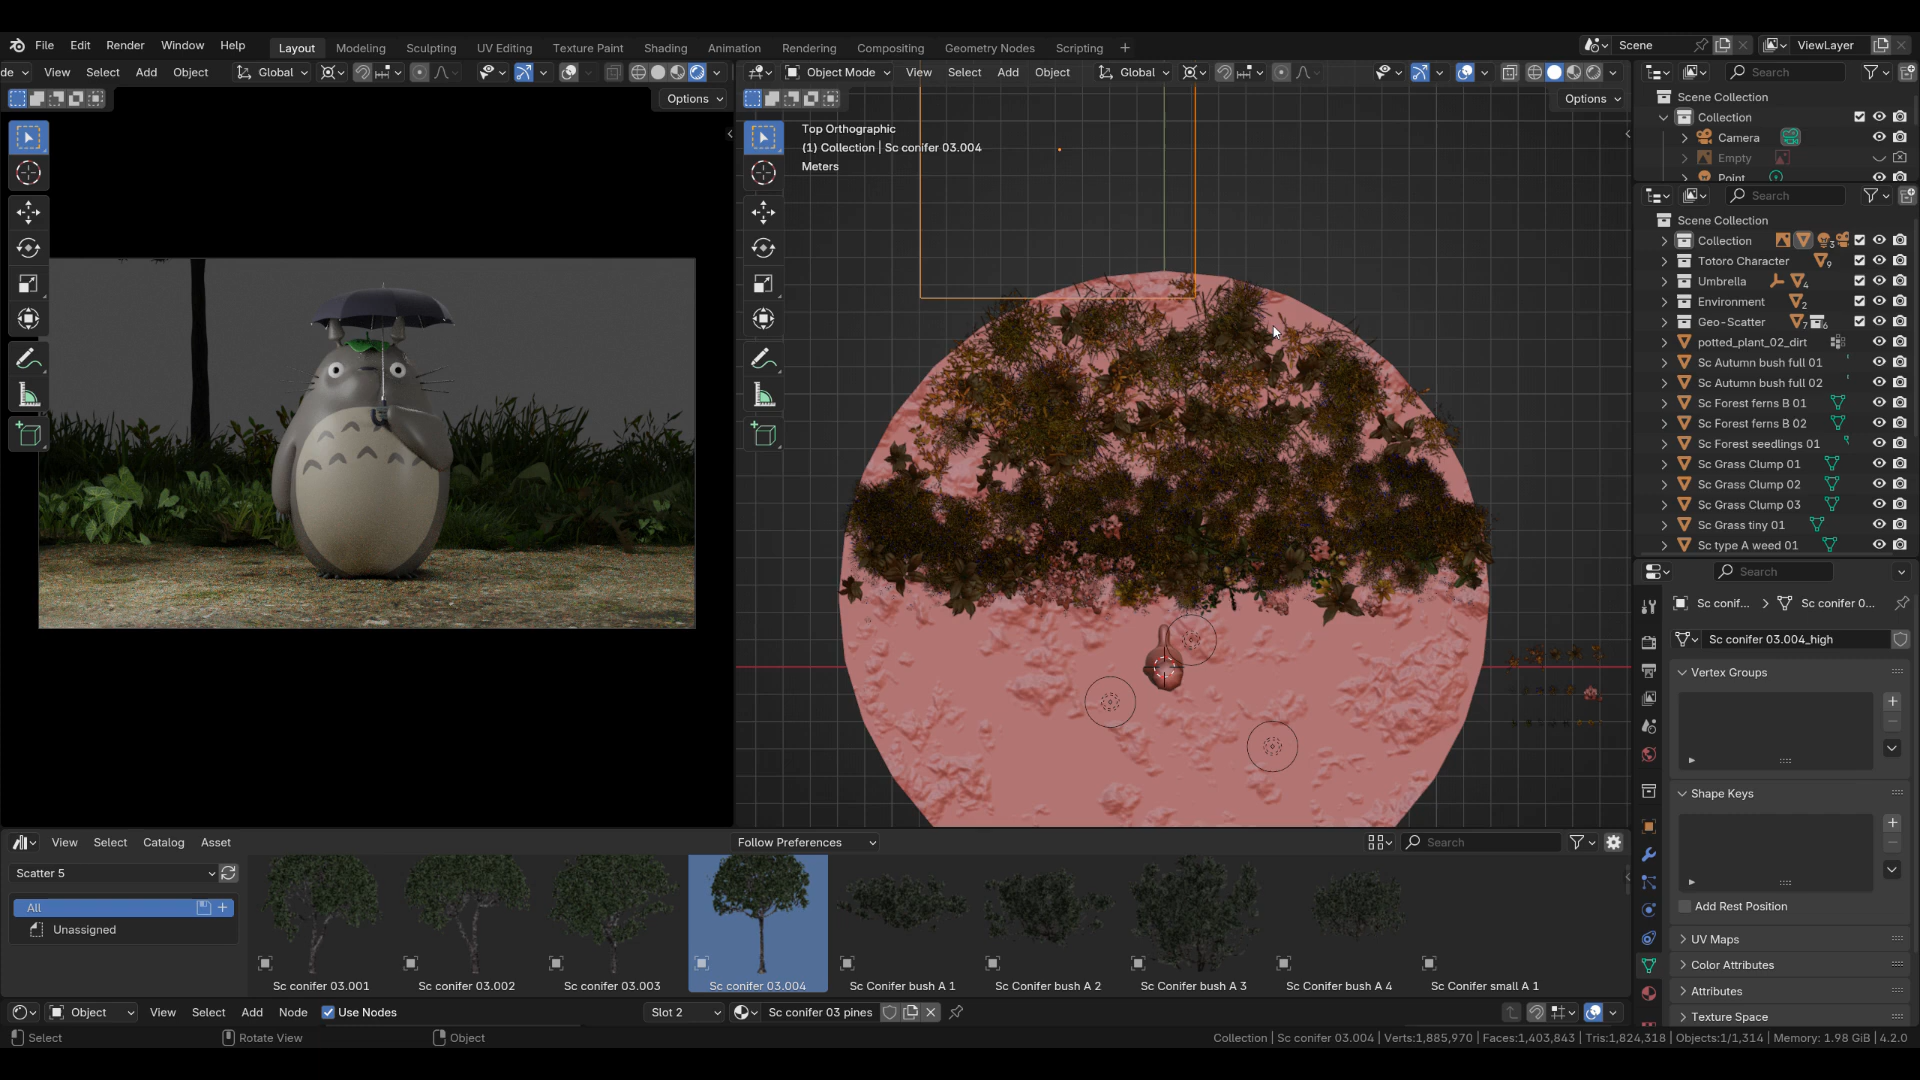 File Edit Render Window Help Layout Modeling Sculpting UV Editing Texture Paint Shading Animation Rendering Compositing Geometry Nodes Scripting + Scene ViewLayer
de View Select Add Object Global Object Mode View Select Add Object Global Search
Options Options
Top Orthographic
(1) Collection | Sc conifer 03.004
Meters
Scene Collection
Collection
Camera
Empty
Point
Search
Scene Collection
Collection 3
Totoro Character 9
Umbrella 4
Environment 2
Geo-Scatter 7 6
potted_plant_02_dirt
Sc Autumn bush full 01
Sc Autumn bush full 02
Sc Forest ferns B 01
Sc Forest ferns B 02
Sc Forest seedlings 01
Sc Grass Clump 01
Sc Grass Clump 02
Sc Grass Clump 03
Sc Grass tiny 01
Sc type A weed 01
Search
Sc conif... Sc conifer 0...
Sc conifer 03.004_high
Vertex Groups
Shape Keys
Add Rest Position
UV Maps
Color Attributes
Attributes
Texture Space
View Select Catalog Asset Follow Preferences Search
Scatter 5
All
Unassigned
Sc conifer 03.001 Sc conifer 03.002 Sc conifer 03.003 Sc conifer 03.004 Sc Conifer bush A 1 Sc Conifer bush A 2 Sc Conifer bush A 3 Sc Conifer bush A 4 Sc Conifer small A 1
Object View Select Add Node Use Nodes Slot 2 Sc conifer 03 pines
Select Rotate View Object Collection | Sc conifer 03.004 | Verts:1,885,970 | Faces:1,403,843 | Tris:1,824,318 | Objects:1/1,314 | Memory: 1.98 GiB | 4.2.0